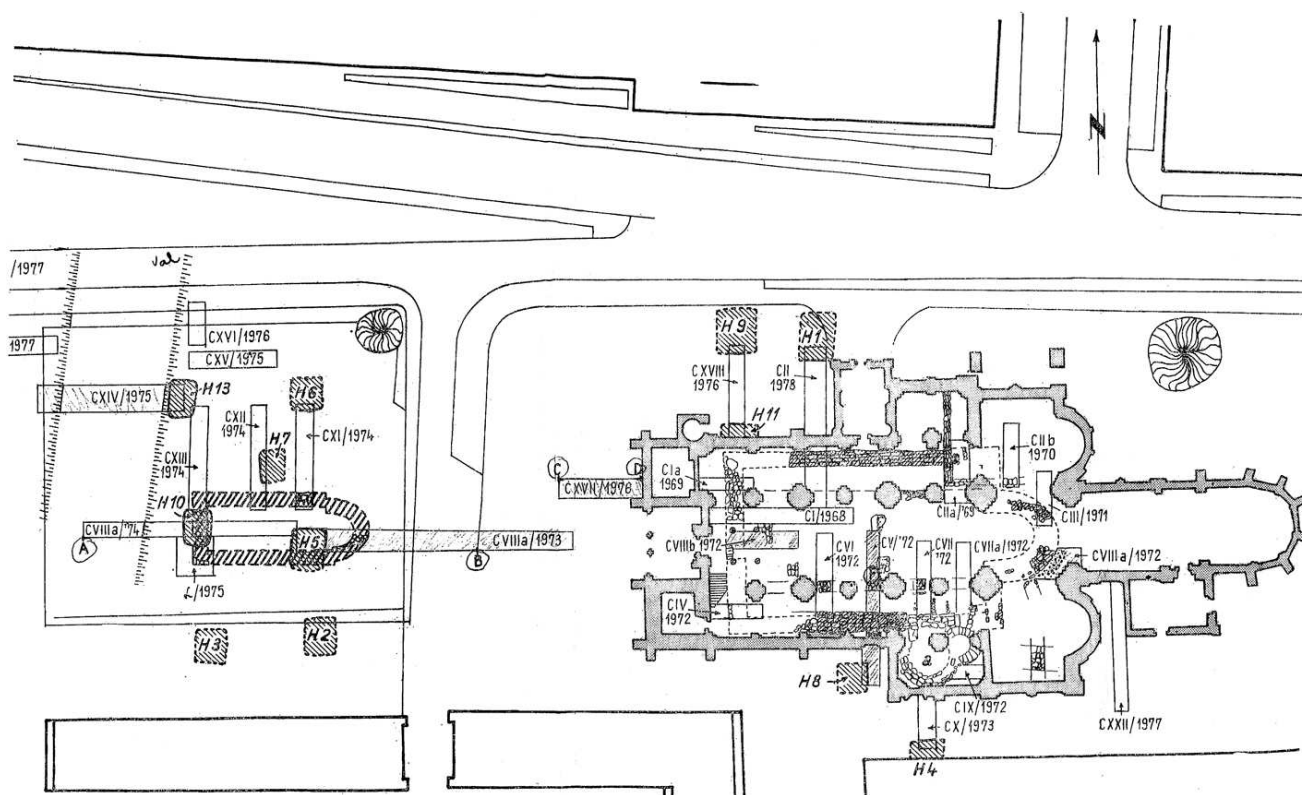 N
val
/1977
1977
CXVI/1976
CXV/1975
CXIV/1975
H13
H6
CXII
1974
H7
CXI/1974
CXIII
1974
H10
CVIIIa/'74
A
H5
CVIIIa/1973
B
H3
H2
H9
H1
CXVIII
1976
CII
1978
H11
C
D
CXVII/1976
CIa
1969
CI/1968
CIIa/'69
CIIb
1970
CIII/1971
CVIIIb 1972
CVI
1972
CV/'72
CVII
'72
CVIIa/1972
CVIIIa/1972
CIV
1972
a
H8
CIX/1972
CX/1973
H4
CXXII/1977